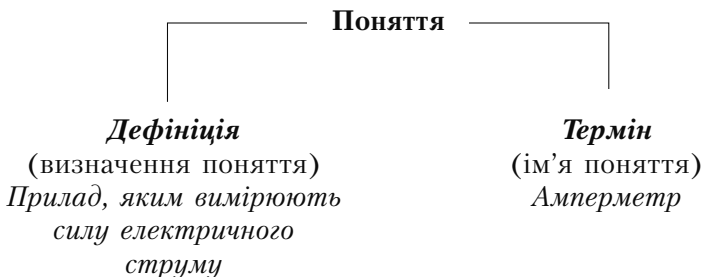 Поняття
Дефініція
(визначення поняття)
Прилад, яким вимірюють
силу електричного
струму
Термін
(ім’я поняття)
Амперметр